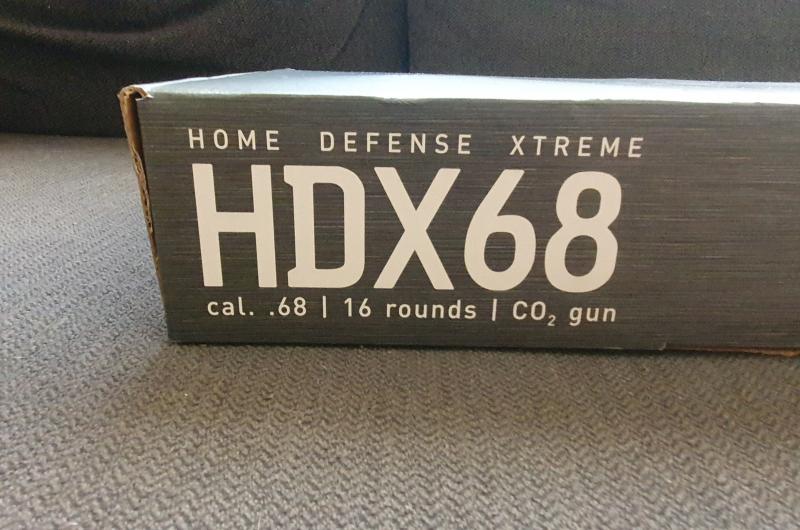 HOME DEFENSE XTREME
HDX68
cal. .68 | 16 rounds | CO₂ gun